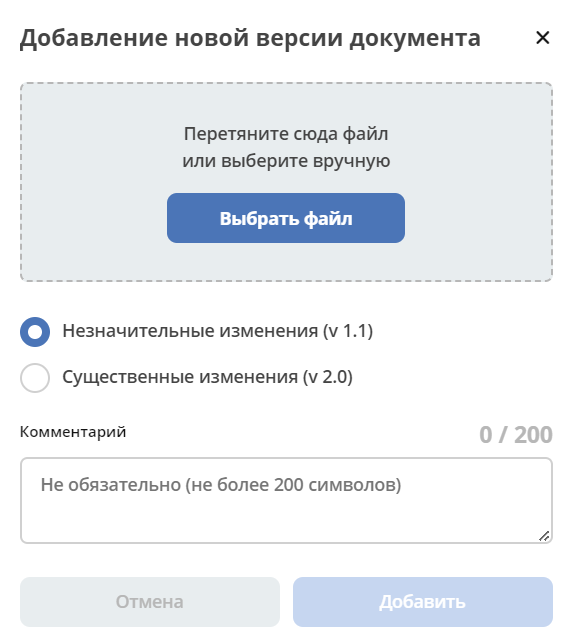 Добавление новой версии документа
Перетяните сюда файл
или выберите вручную
Выбрать файл
Незначительные изменения (v 1.1)
Существенные изменения (v 2.0)
Комментарий
0 / 200
Не обязательно (не более 200 символов)
Отмена
Добавить